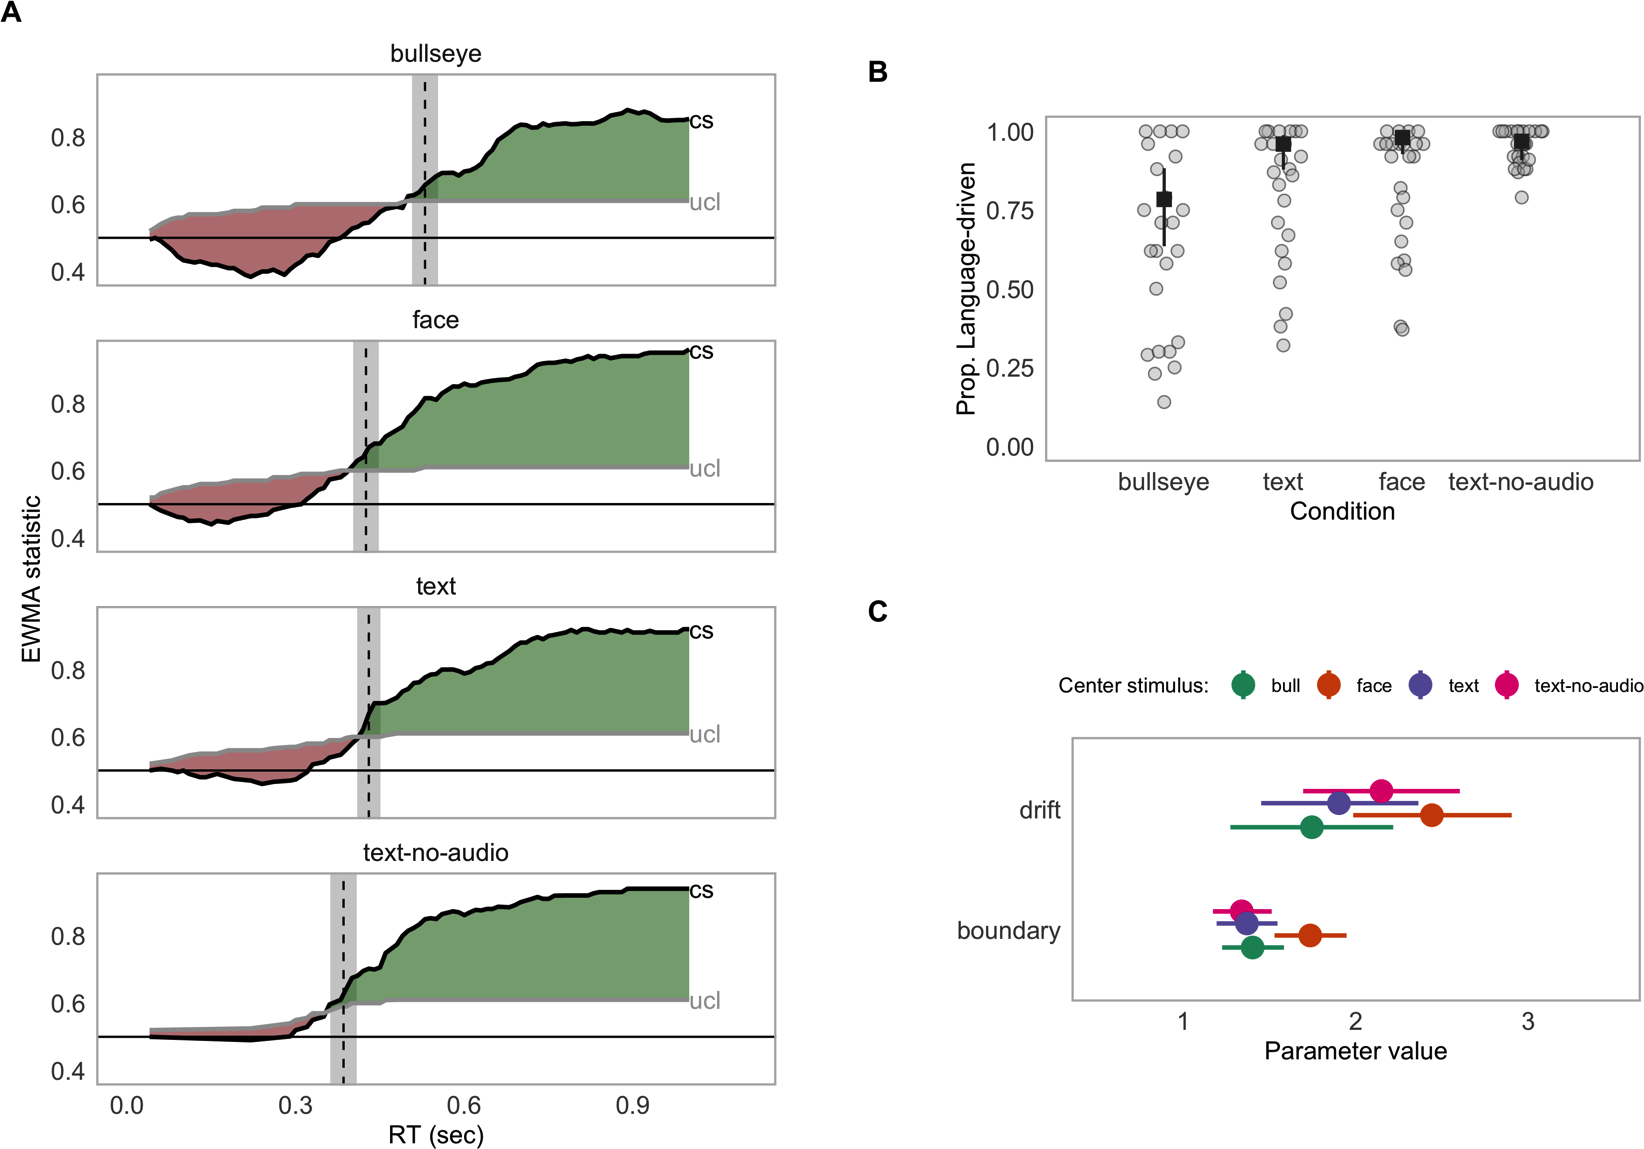 A
bullseye
0.8
0.6
0.4
cs
ucl
face
0.8
0.6
0.4
cs
ucl
text
0.8
0.6
0.4
cs
ucl
text-no-audio
0.8
0.6
0.4
cs
ucl
0.0 0.3 0.6 0.9
RT (sec)
EWMA statistic
B
1.00
0.75
0.50
0.25
0.00
Prop. Language-driven
bullseye text face text-no-audio
Condition
C
Center stimulus: bull face text text-no-audio
drift
boundary
1 2 3
Parameter value